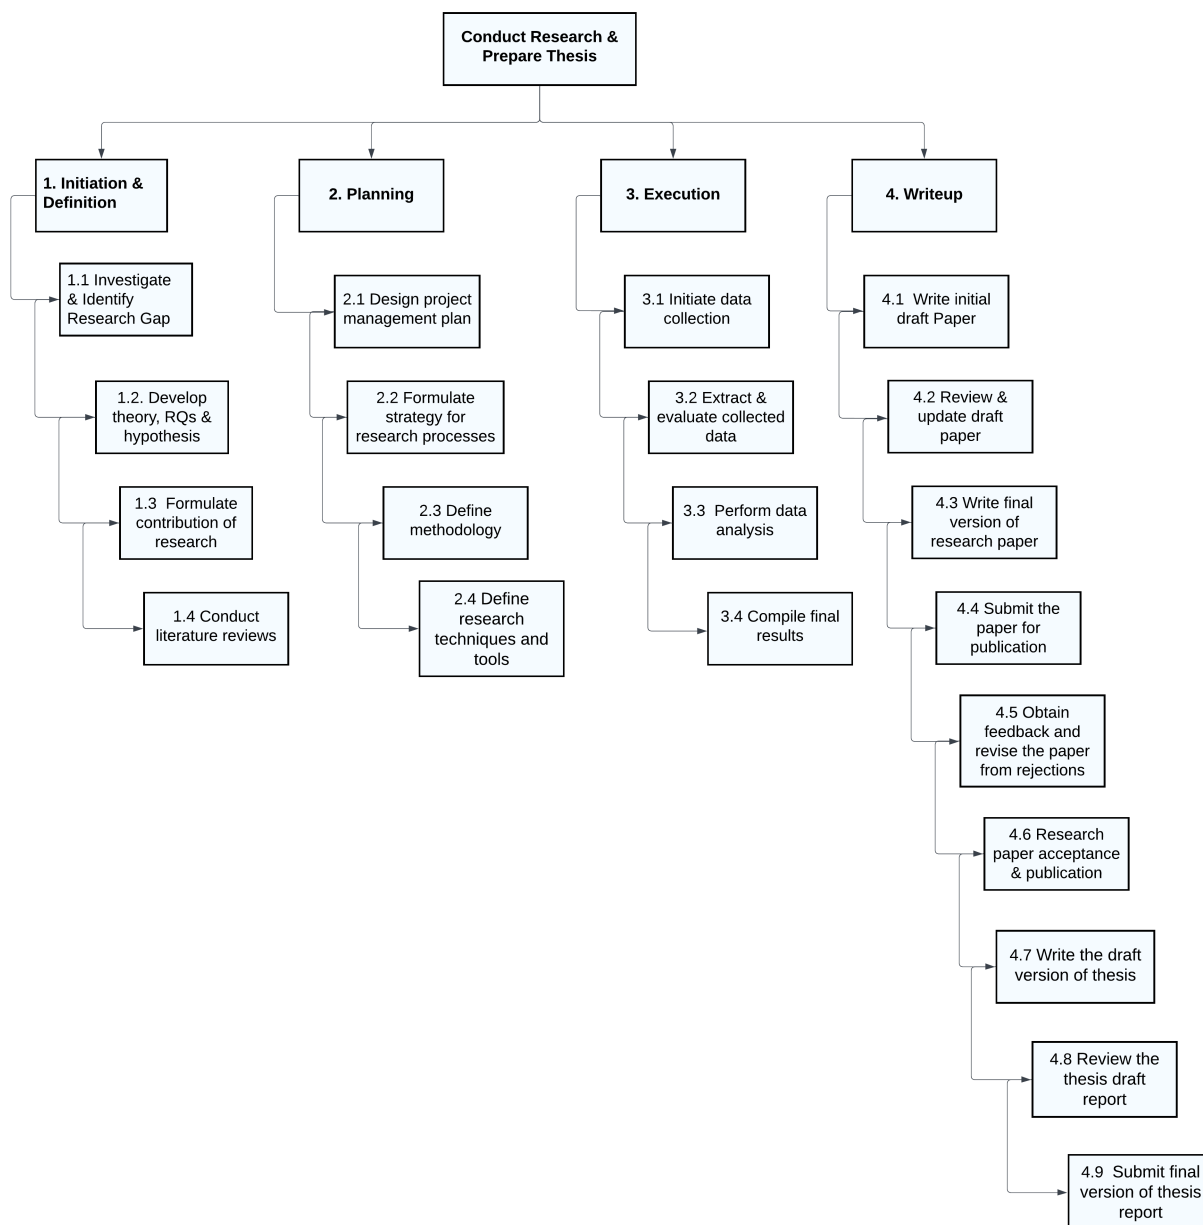 Conduct Research &
Prepare Thesis
1. Initiation &
Definition
2. Planning
3. Execution
4. Writeup
1.1 Investigate
& Identify
Research Gap
1.2. Develop
theory, RQs &
hypothesis
1.3 Formulate
contribution of
research
1.4 Conduct
literature reviews
2.1 Design project
management plan
2.2 Formulate
strategy for
research processes
2.3 Define
methodology
2.4 Define
research
techniques and
tools
3.1 Initiate data
collection
3.2 Extract &
evaluate collected
data
3.3 Perform data
analysis
3.4 Compile final
results
4.1 Write initial
draft Paper
4.2 Review &
update draft
paper
4.3 Write final
version of
research paper
4.4 Submit the
paper for
publication
4.5 Obtain
feedback and
revise the paper
from rejections
4.6 Research
paper acceptance
& publication
4.7 Write the draft
version of thesis
4.8 Review the
thesis draft
report
4.9 Submit final
version of thesis
report